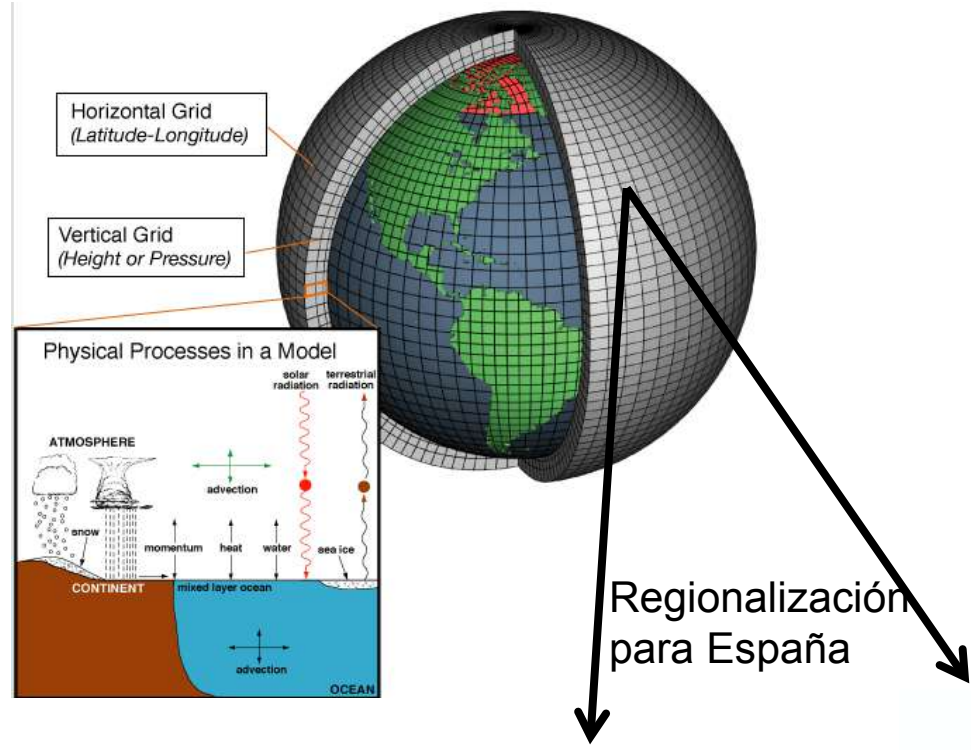 Horizontal Grid
(Latitude-Longitude)
Vertical Grid
(Height or Pressure)
Physical Processes in a Model
solar
radiation
terrestrial
radiation
ATMOSPHERE
advection
snow
momentum
heat
water
sea ice
CONTINENT
mixed layer ocean
advection
OCEAN
Regionalización
para España